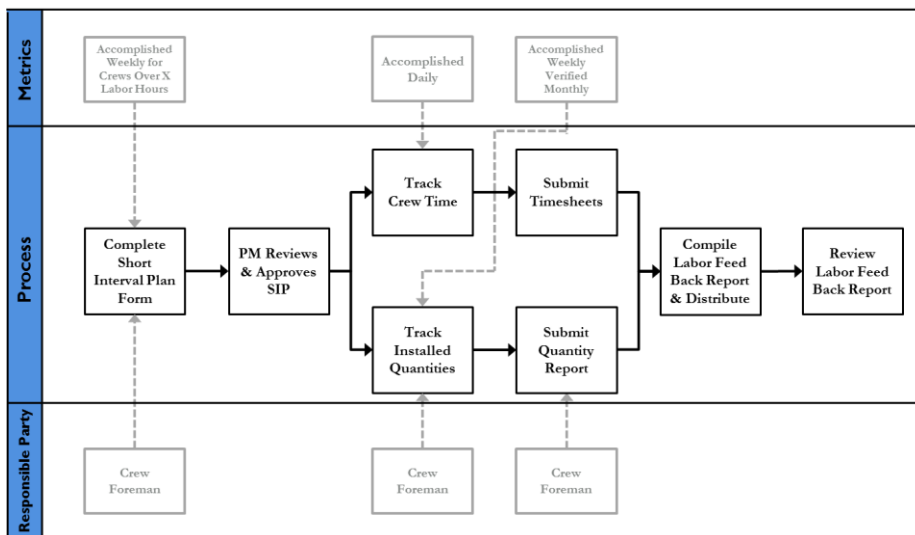 Metrics
Accomplished
Weekly for
Crews Over X
Labor Hours
Accomplished
Daily
Accomplished
Weekly
Verified
Monthly
Process
Track
Crew Time
Submit
Timesheets
Complete
Short
Interval Plan
Form
PM Reviews
& Approves
SIP
Compile
Labor Feed
Back Report
& Distribute
Review
Labor Feed
Back Report
Track
Installed
Quantities
Submit
Quantity
Report
Responsible Party
Crew
Foreman
Crew
Foreman
Crew
Foreman